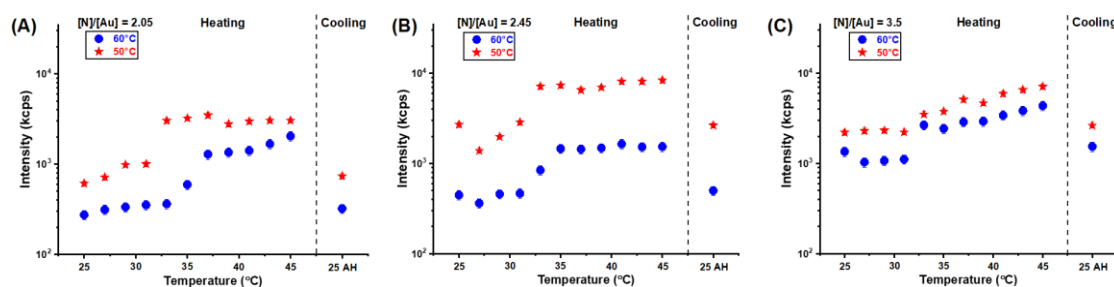 (A) [N]/[Au] = 2.05 Heating Cooling
60°C
50°C
10⁴
10³
10²
Intensity (kcps)
25 30 35 40 45 25 AH
Temperature (°C)
(B) [N]/[Au] = 2.45 Heating Cooling
60°C
50°C
10⁴
10³
10²
Intensity (kcps)
25 30 35 40 45 25 AH
Temperature (°C)
(C) [N]/[Au] = 3.5 Heating Cooling
60°C
50°C
10⁴
10³
10²
Intensity (kcps)
25 30 35 40 45 25 AH
Temperature (°C)